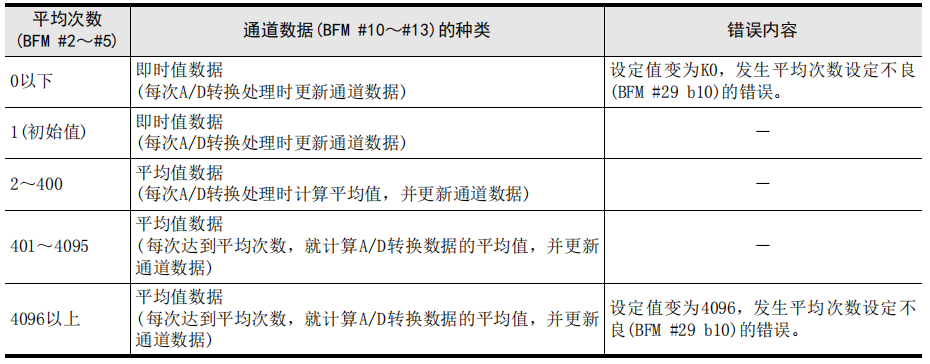 平均次数
(BFM #2～#5)
通道数据(BFM #10～#13)的种类
错误内容
0以下
即时值数据
(每次A/D转换处理时更新通道数据)
设定值变为K0，发生平均次数设定不良
(BFM #29 b10)的错误。
1(初始值)
即时值数据
(每次A/D转换处理时更新通道数据)
－
2～400
平均值数据
(每次A/D转换处理时计算平均值，并更新通道数据)
－
401～4095
平均值数据
(每次达到平均次数，就计算A/D转换数据的平均值，并更新
通道数据)
－
4096以上
平均值数据
(每次达到平均次数，就计算A/D转换数据的平均值，并更新
通道数据)
设定值变为4096，发生平均次数设定不
良(BFM #29 b10)的错误。